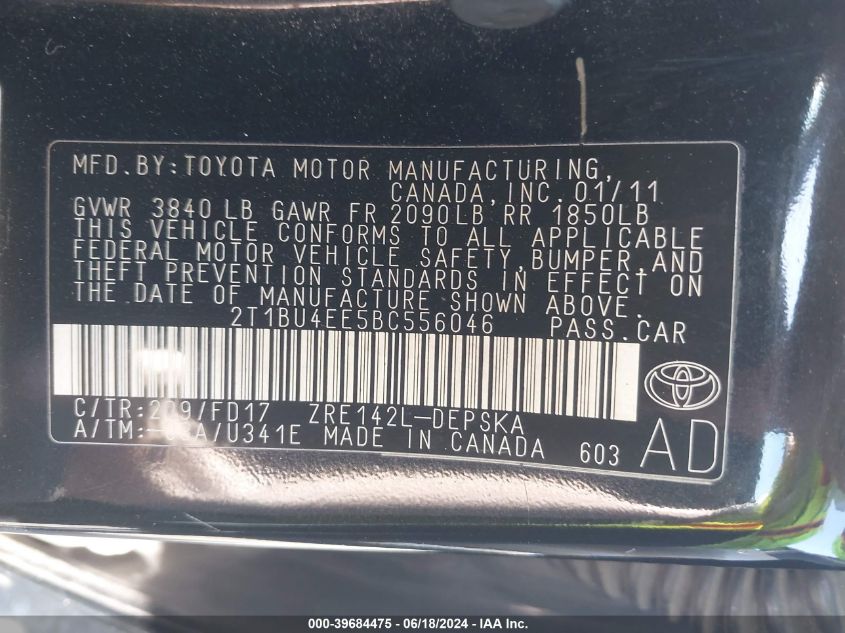 MFD.BY:TOYOTA MOTOR MANUFACTURING,
CANADA,INC. 01/11
GVWR 3840 LB GAWR FR 2090LB RR 1850LB
THIS VEHICLE CONFORMS TO ALL APPLICABLE
FEDERAL MOTOR VEHICLE SAFETY,BUMPER,AND
THEFT PREVENTION STANDARDS IN EFFECT ON
THE DATE OF MANUFACTURE SHOWN ABOVE.
2T1BU4EE5BC556046 PASS.CAR
C/TR:209/FD17 ZRE142L-DEPSKA
A/TM: /U341E MADE IN CANADA 603
AD
000-39684475 - 06/18/2024 - IAA Inc.